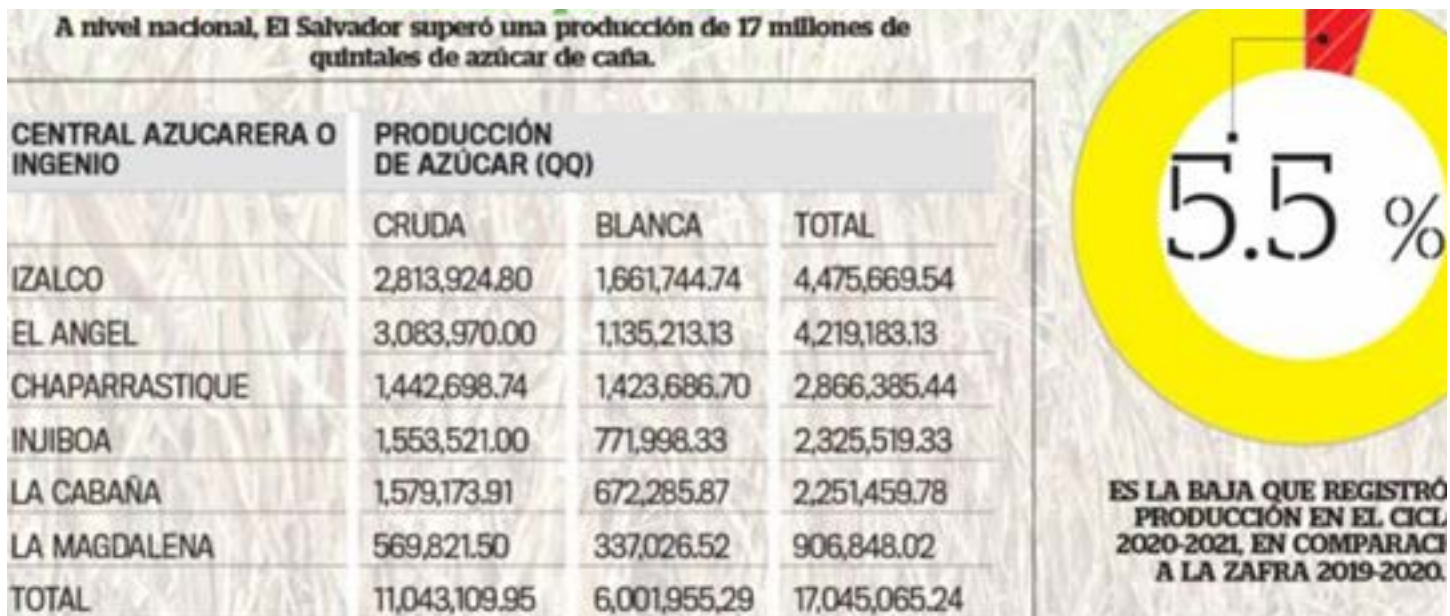 A nivel nacional, El Salvador superó una producción de 17 millones de
quintales de azúcar de caña.
CENTRAL AZUCARERA O INGENIO PRODUCCIÓN DE AZÚCAR (QQ)
CRUDA BLANCA TOTAL
IZALCO 2,813,924.80 1,661,744.74 4,475,669.54
EL ANGEL 3,083,970.00 1,135,213.13 4,219,183.13
CHAPARRASTIQUE 1,442,698.74 1,423,686.70 2,866,385.44
INJIBOA 1,553,521.00 771,998.33 2,325,519.33
LA CABAÑA 1,579,173.91 672,285.87 2,251,459.78
LA MAGDALENA 569,821.50 337,026.52 906,848.02
TOTAL 11,043,109.95 6,001,955,29 17,045,065.24
5.5 %
ES LA BAJA QUE REGISTRÓ
PRODUCCIÓN EN EL CICL
2020-2021, EN COMPARACI
A LA ZAFRA 2019-2020.